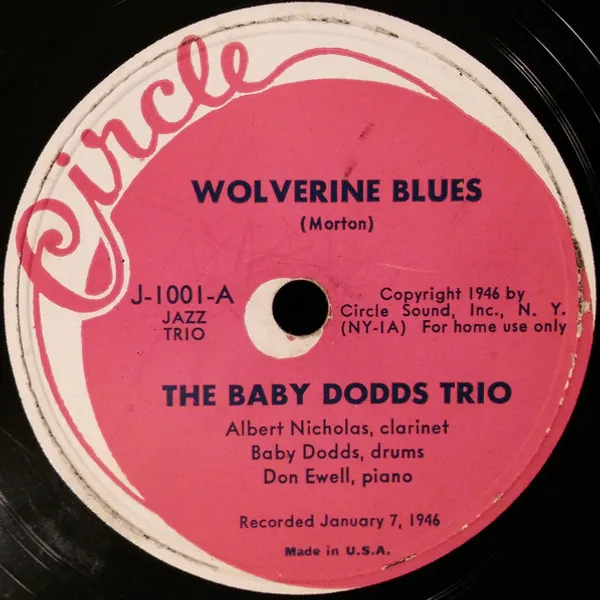 Circle
WOLVERINE BLUES
(Morton)
J-1001-A
JAZZ
TRIO
Copyright 1946 by
Circle Sound, Inc., N. Y.
(NY-1A) For home use only
THE BABY DODDS TRIO
Albert Nicholas, clarinet
Baby Dodds, drums
Don Ewell, piano
Recorded January 7, 1946
Made in U.S.A.